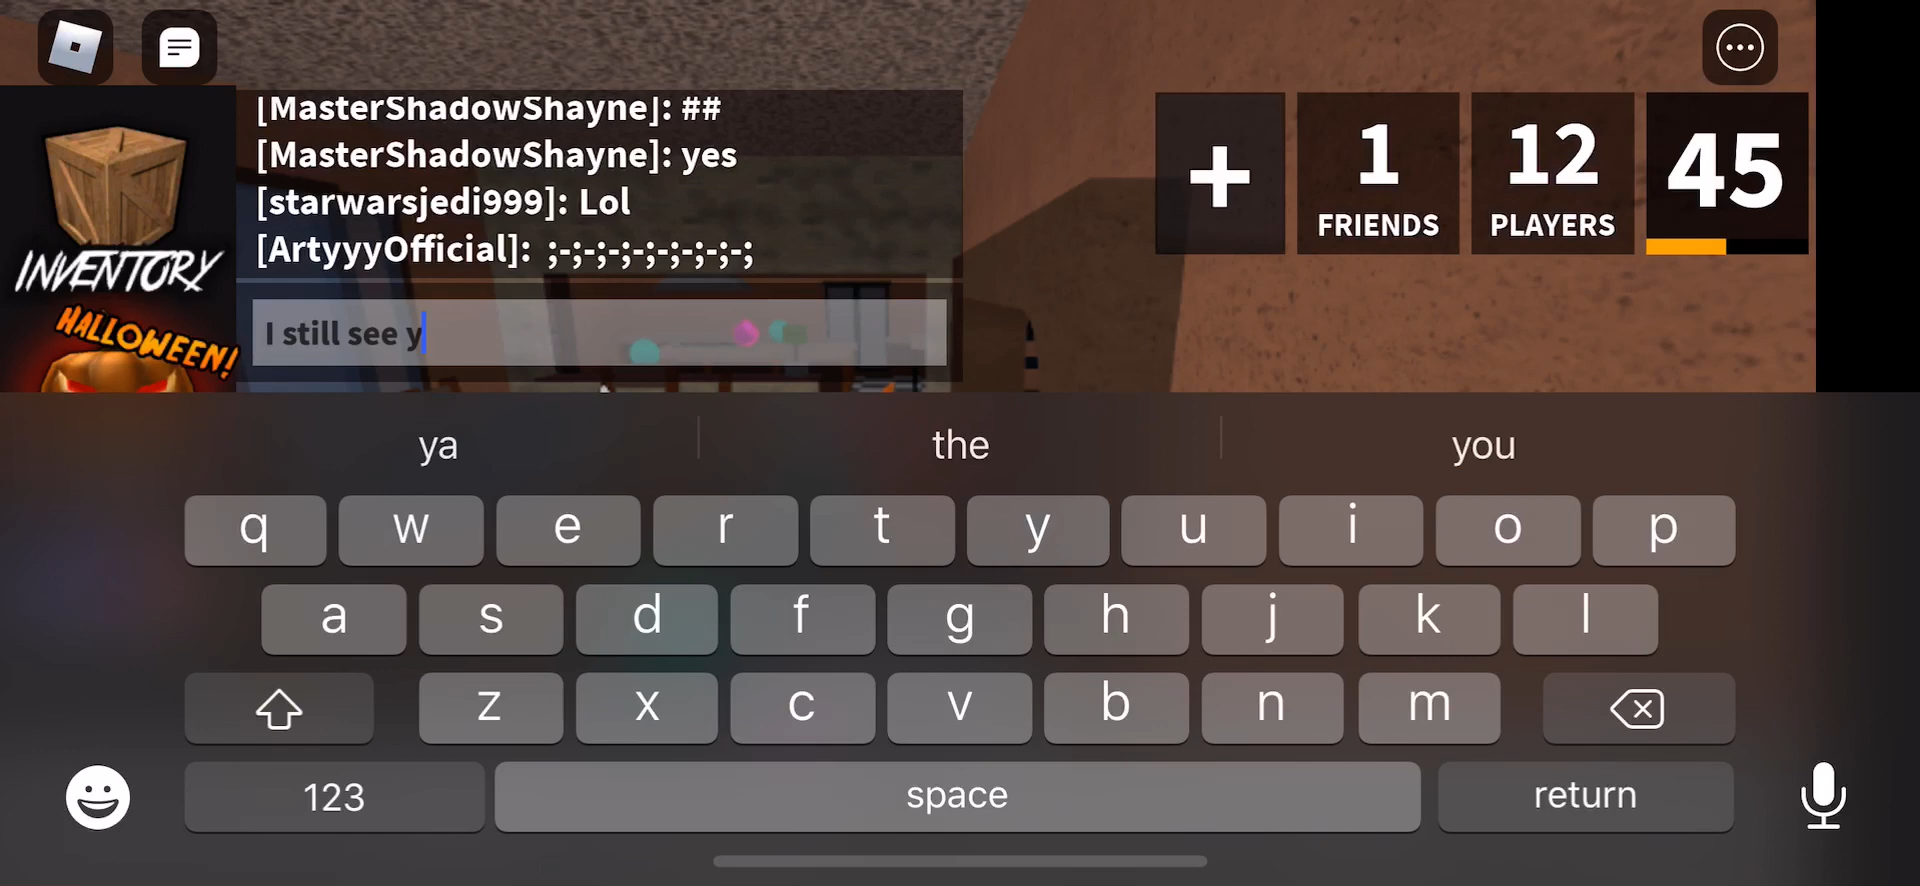 [MasterShadowShayne]: ##
[MasterShadowShayne]: yes
[starwarsjedi999]: Lol
[ArtyyyOfficial]: ;-;-;-;-;-;-;-;-;
I still see y
INVENTORY
HALLOWEEN!
+
1
FRIENDS
12
PLAYERS
45
ya the you
q w e r t y u i o p
a s d f g h j k l
z x c v b n m
123 space return